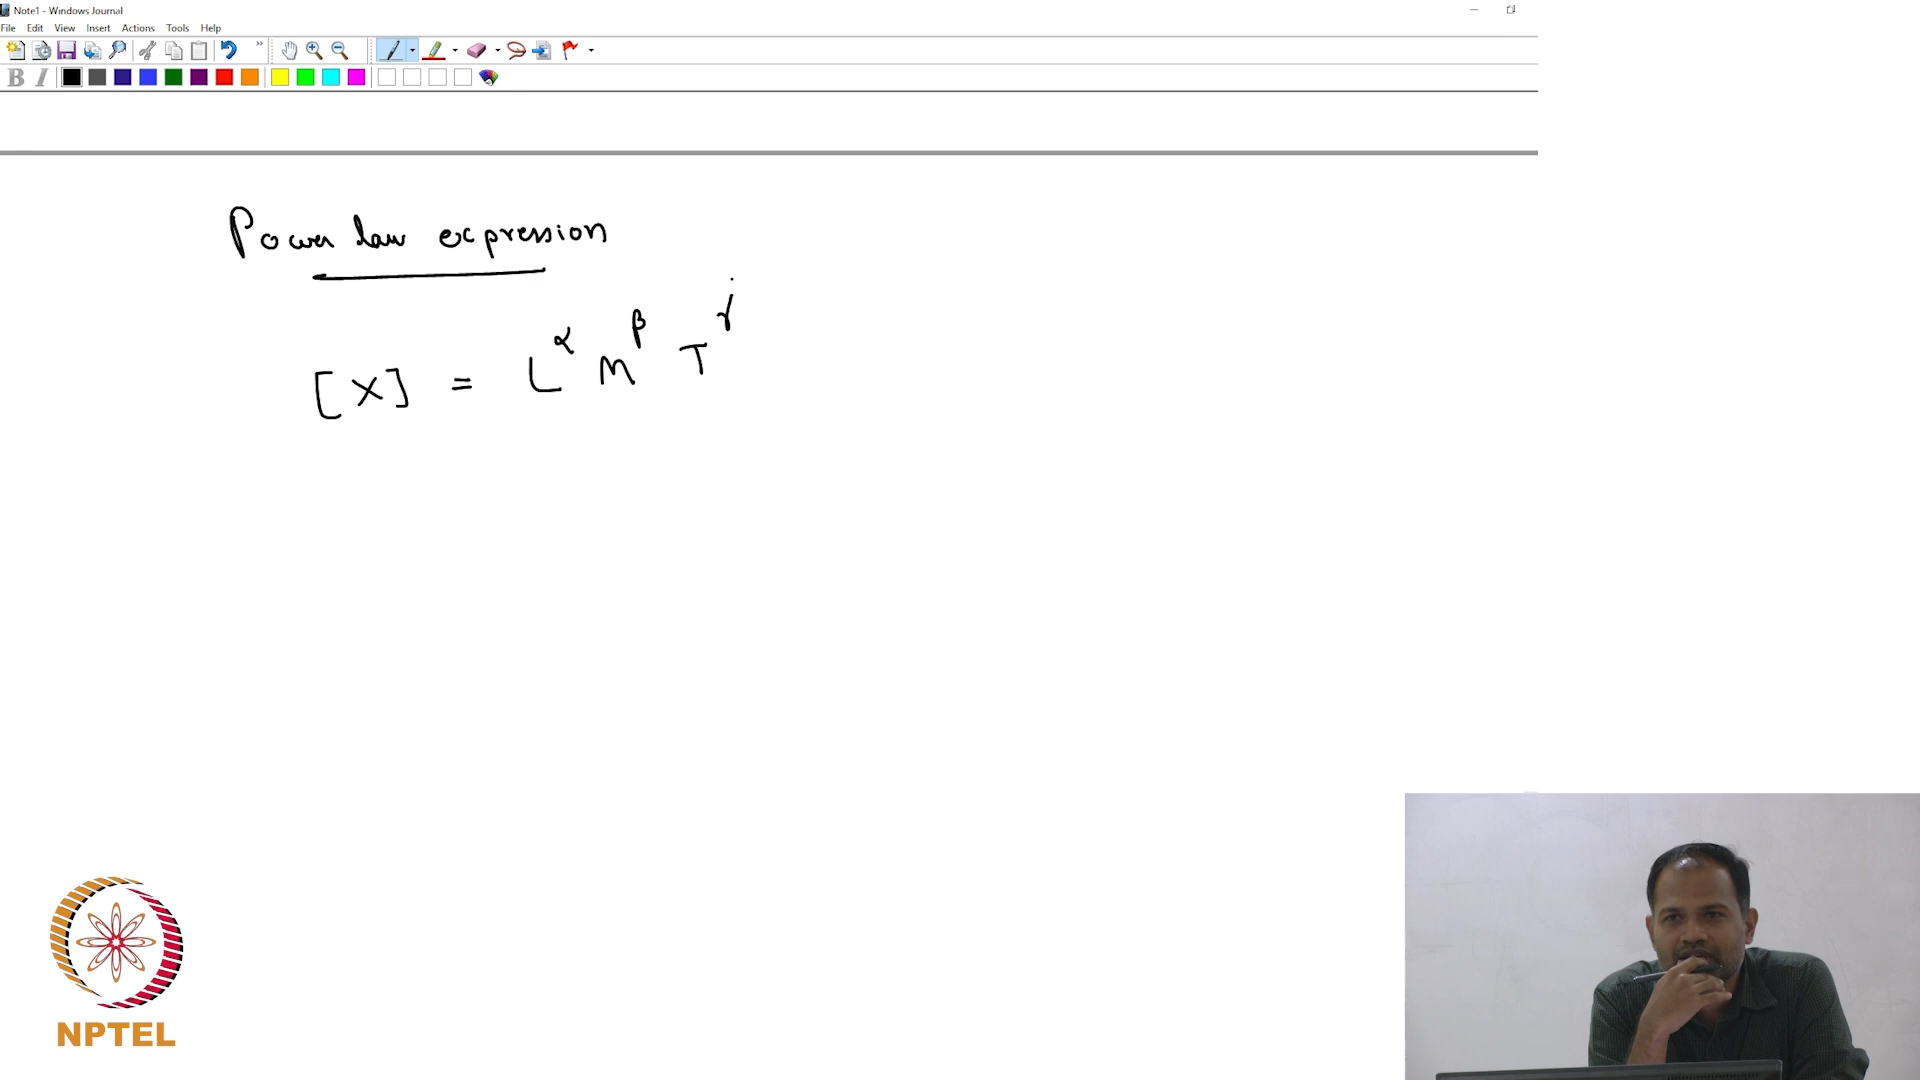 Note1 - Windows Journal
File Edit View Insert Actions Tools Help
B I
Power law expression
[X] = L^α M^β T^γ
NPTEL